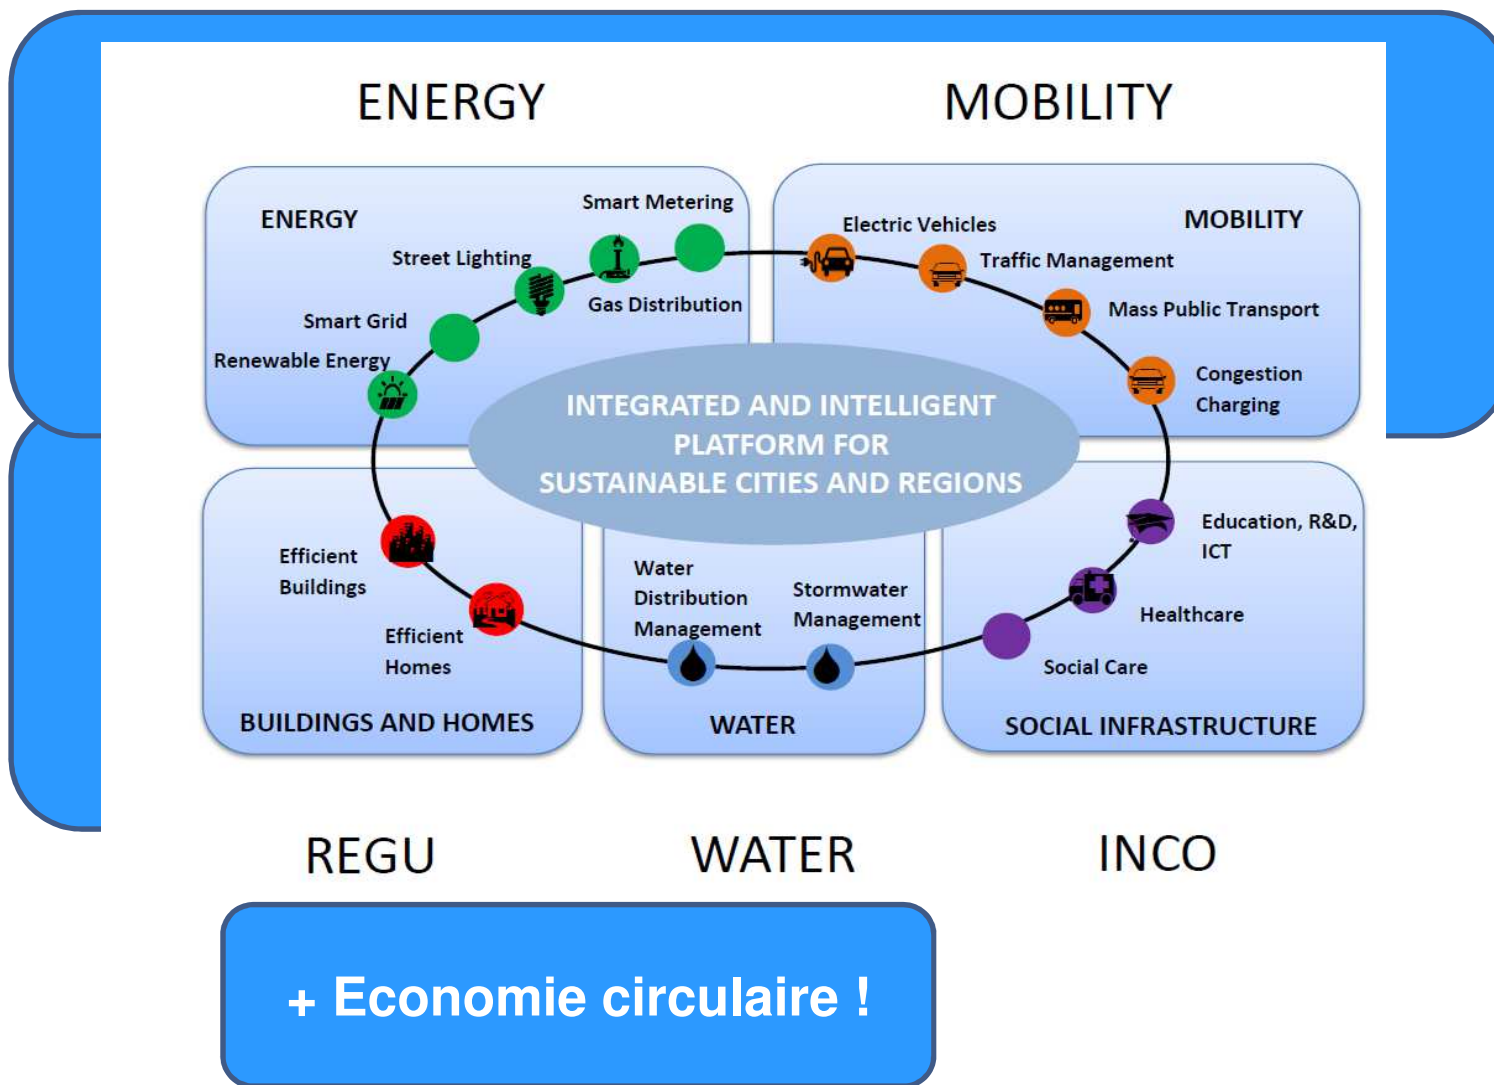 ENERGY
MOBILITY
ENERGY
Smart Metering
Street Lighting
Gas Distribution
Smart Grid
Renewable Energy
Electric Vehicles
MOBILITY
Traffic Management
Mass Public Transport
Congestion
Charging
INTEGRATED AND INTELLIGENT
PLATFORM FOR
SUSTAINABLE CITIES AND REGIONS
Efficient
Buildings
Efficient
Homes
BUILDINGS AND HOMES
Water
Distribution
Management
Stormwater
Management
WATER
Education, R&D,
ICT
Healthcare
Social Care
SOCIAL INFRASTRUCTURE
REGU
WATER
INCO
+ Economie circulaire !